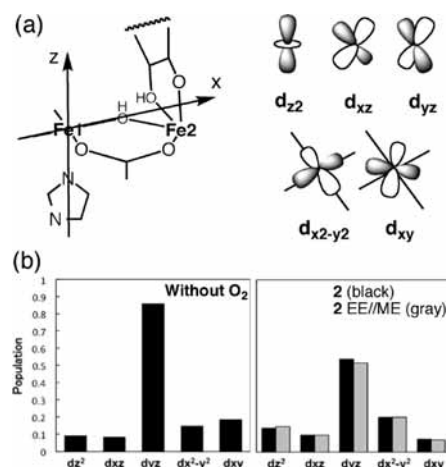 (a)
z
x
O
HO
H
O
Fe1
Fe2
O
O
N
N
dz2 dxz dyz
dx2-y2 dxy
(b)
Population
1
0.9
0.8
0.7
0.6
0.5
0.4
0.3
0.2
0.1
0
Without O2
dz² dxz dyz dx²-y² dxy
2 (black)
2 EE//ME (gray)
dz² dxz dyz dx²-y² dxy